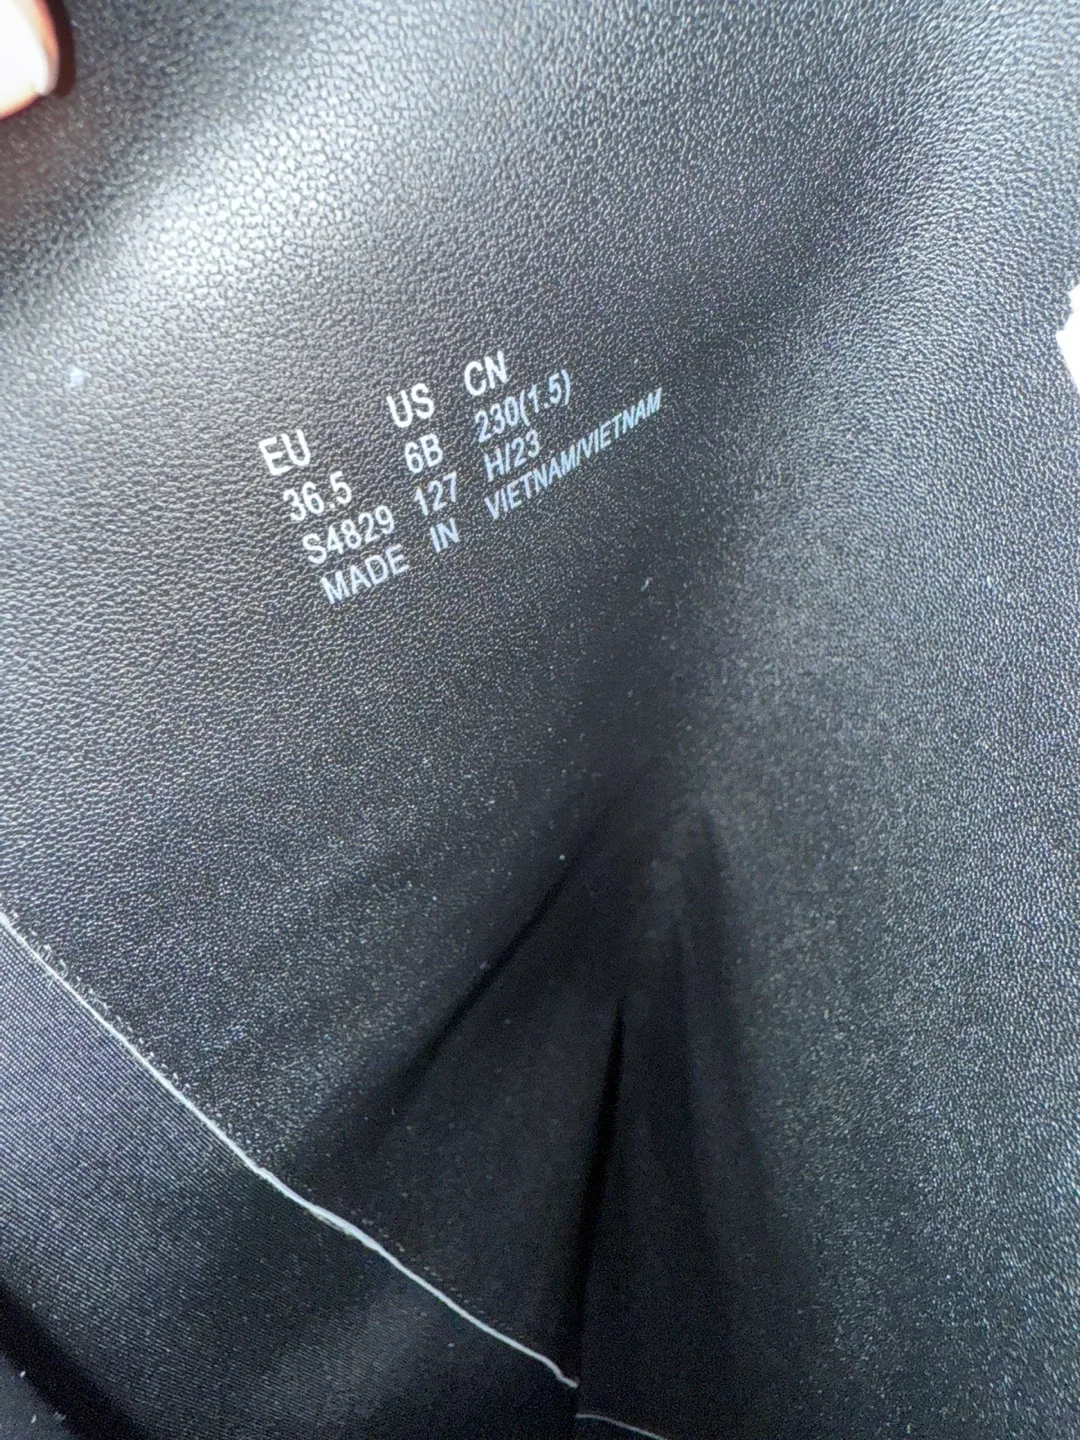 EU US CN
36.5 6B 230(1.5)
S4829 127 H/23
MADE IN VIETNAM/VIETNAM